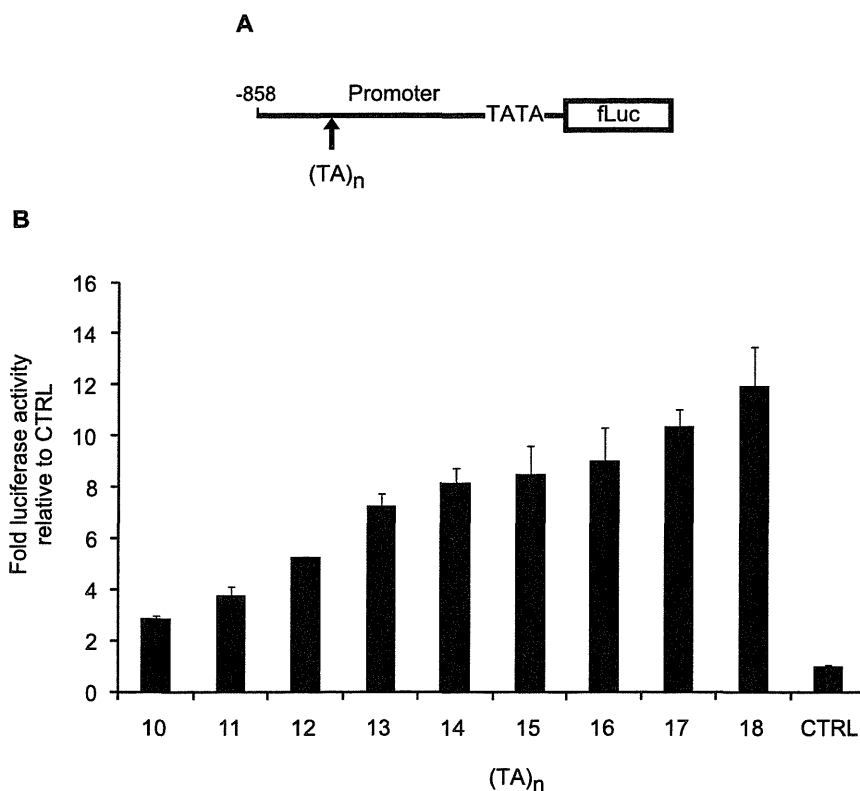 A
-858
Promoter
TATA
fLuc
(TA)n
B
Fold luciferase activity
relative to CTRL
16
14
12
10
8
6
4
2
0
10 11 12 13 14 15 16 17 18 CTRL
(TA)n